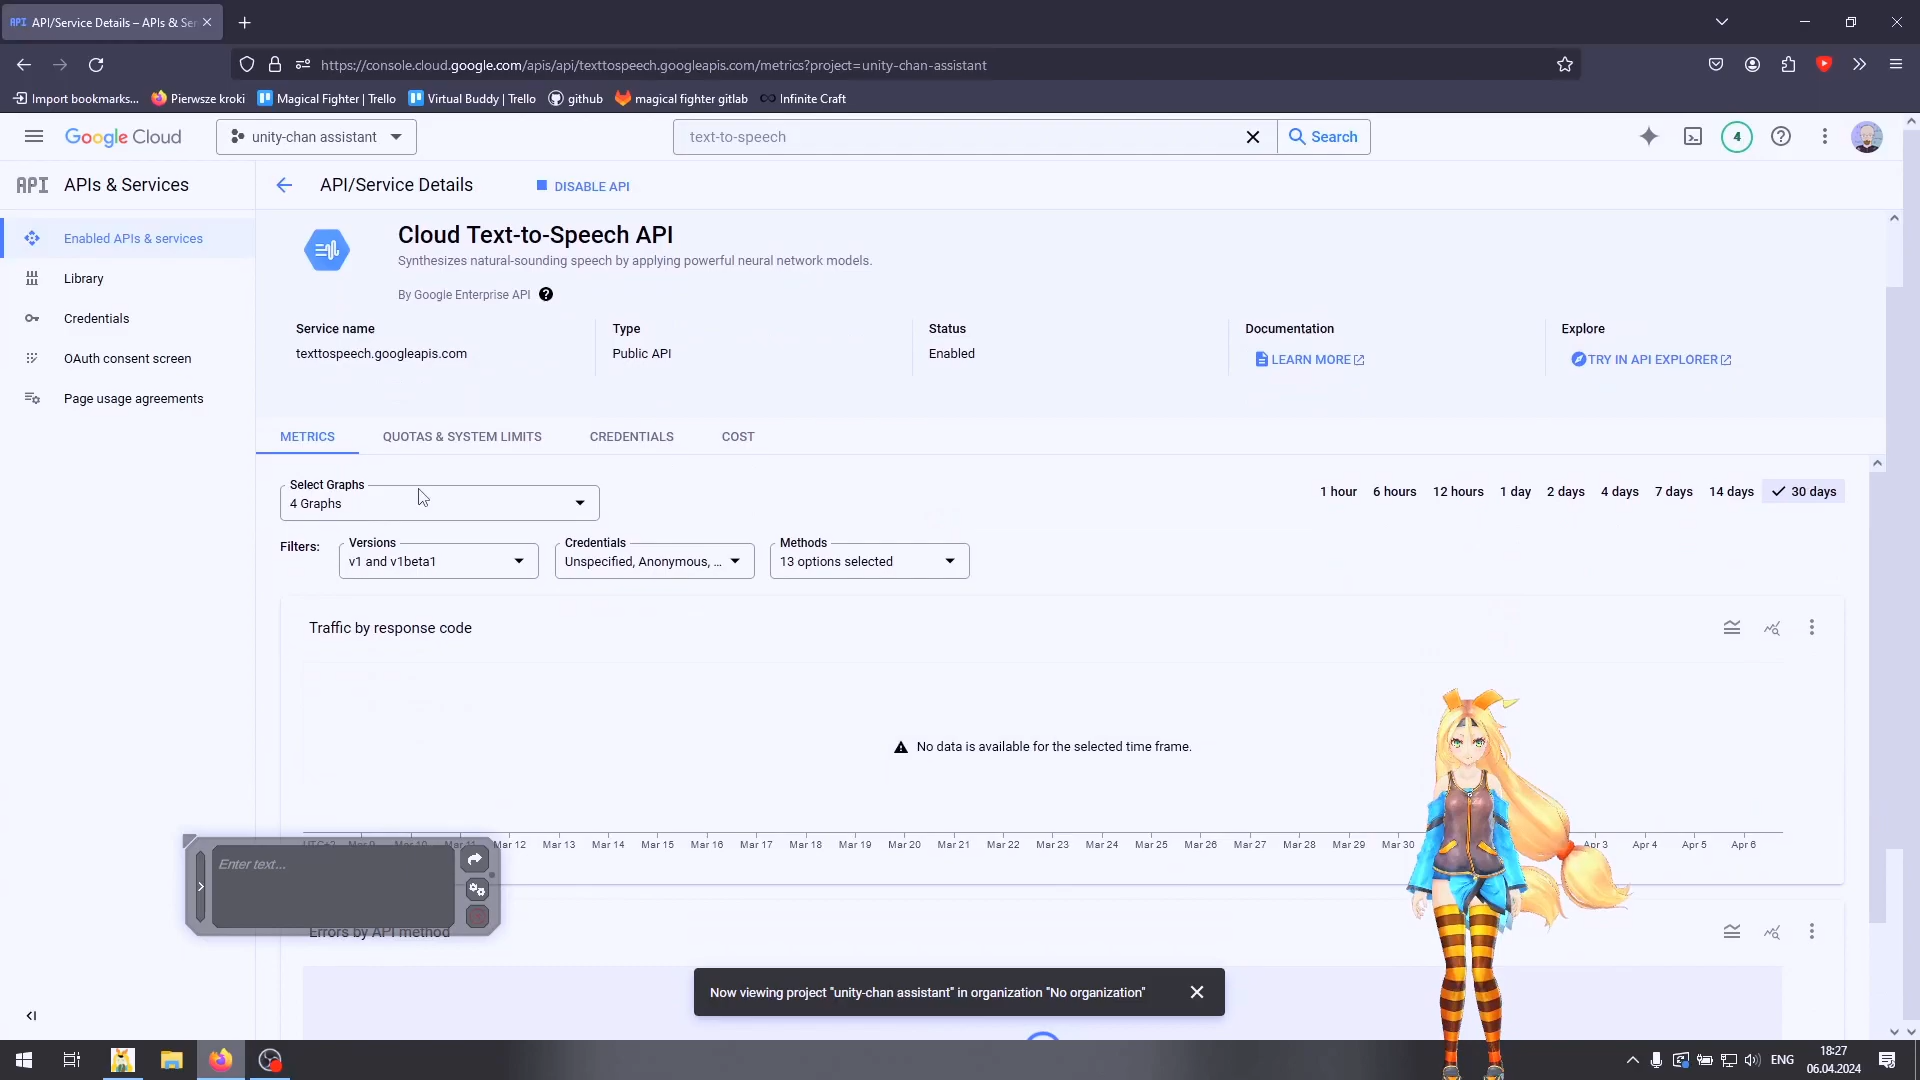 API API/Service Details – APIs & Ser
https://console.cloud.google.com/apis/api/texttospeech.googleapis.com/metrics?project=unity-chan-assistant
Import bookmarks... Pierwsze kroki Magical Fighter | Trello Virtual Buddy | Trello github magical fighter gitlab Infinite Craft
Google Cloud unity-chan assistant text-to-speech Search 4
API APIs & Services
Enabled APIs & services
Library
Credentials
OAuth consent screen
Page usage agreements
API/Service Details DISABLE API
Cloud Text-to-Speech API
Synthesizes natural-sounding speech by applying powerful neural network models.
By Google Enterprise API
Service name Type Status Documentation Explore
texttospeech.googleapis.com Public API Enabled LEARN MORE TRY IN API EXPLORER
METRICS QUOTAS & SYSTEM LIMITS CREDENTIALS COST
Select Graphs
4 Graphs
1 hour 6 hours 12 hours 1 day 2 days 4 days 7 days 14 days 30 days
Filters: Versions Credentials Methods
v1 and v1beta1 Unspecified, Anonymous, ... 13 options selected
Traffic by response code
No data is available for the selected time frame.
Mar 12 Mar 13 Mar 14 Mar 15 Mar 16 Mar 17 Mar 18 Mar 19 Mar 20 Mar 21 Mar 22 Mar 23 Mar 24 Mar 25 Mar 26 Mar 27 Mar 28 Mar 29 Mar 30 Apr 3 Apr 4 Apr 5 Apr 6
Enter text...
Errors by API method
Now viewing project "unity-chan assistant" in organization "No organization"
ENG 18:27
06.04.2024